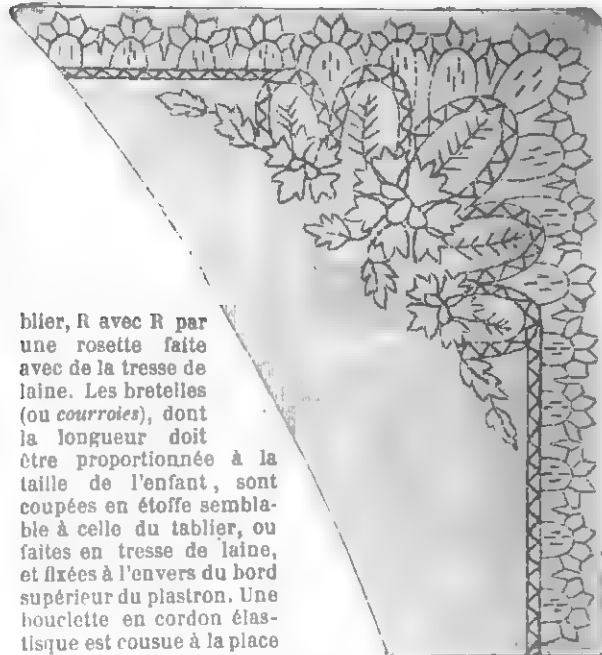 blier, R avec R par
une rosette faite
avec de la tresse de
laine. Les bretelles
(ou courroies), dont
la longueur doit
être proportionnée à la
taille de l'enfant, sont
coupées en étoffe sembla-
ble à celle du tablier, ou
faites en tresse de laine,
et fixées à l'envers du bord
supérieur du plastron. Une
bouclette en cordon élas-
tisque est cousue à la place